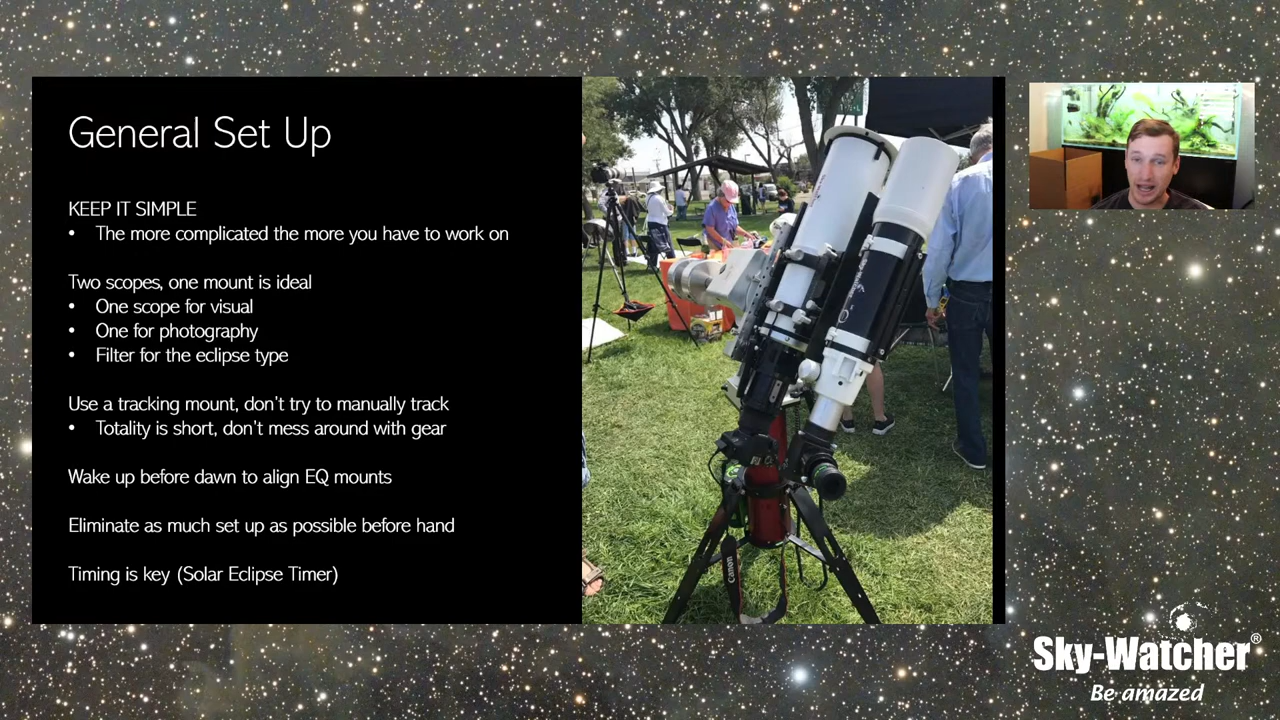 General Set Up
KEEP IT SIMPLE
• The more complicated the more you have to work on
Two scopes, one mount is ideal
• One scope for visual
• One for photography
• Filter for the eclipse type
Use a tracking mount, don't try to manually track
• Totality is short, don't mess around with gear
Wake up before dawn to align EQ mounts
Eliminate as much set up as possible before hand
Timing is key (Solar Eclipse Timer)
Canon
Sky-Watcher®
Be amazed